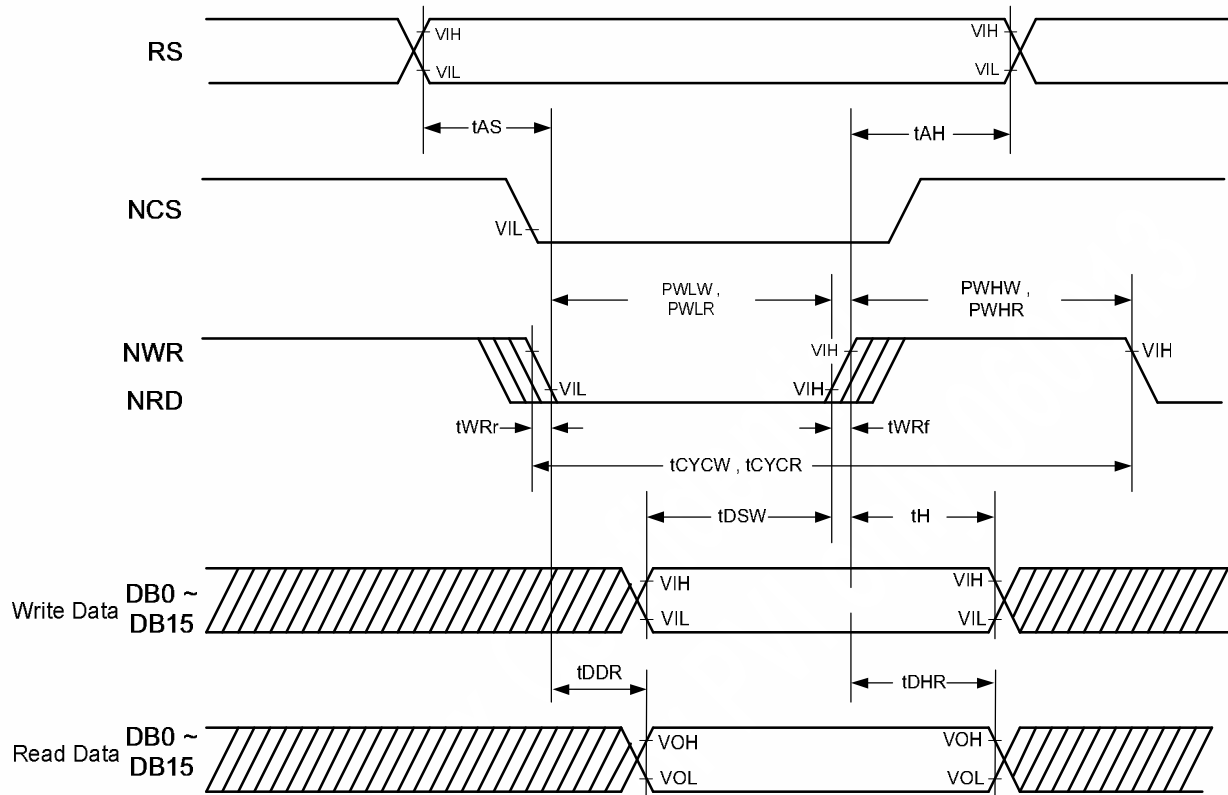 RS
VIH
VIL
VIH
VIL
tAS
tAH
NCS
VIL
PWLW ,
PWLR
PWHW ,
PWHR
NWR
NRD
VIL
VIH
VIH
VIH
tWRr
tWRf
tCYCW , tCYCR
tDSW
tH
Write Data DB0 ~
DB15
VIH
VIL
VIH
VIL
tDDR
tDHR
Read Data DB0 ~
DB15
VOH
VOL
VOH
VOL